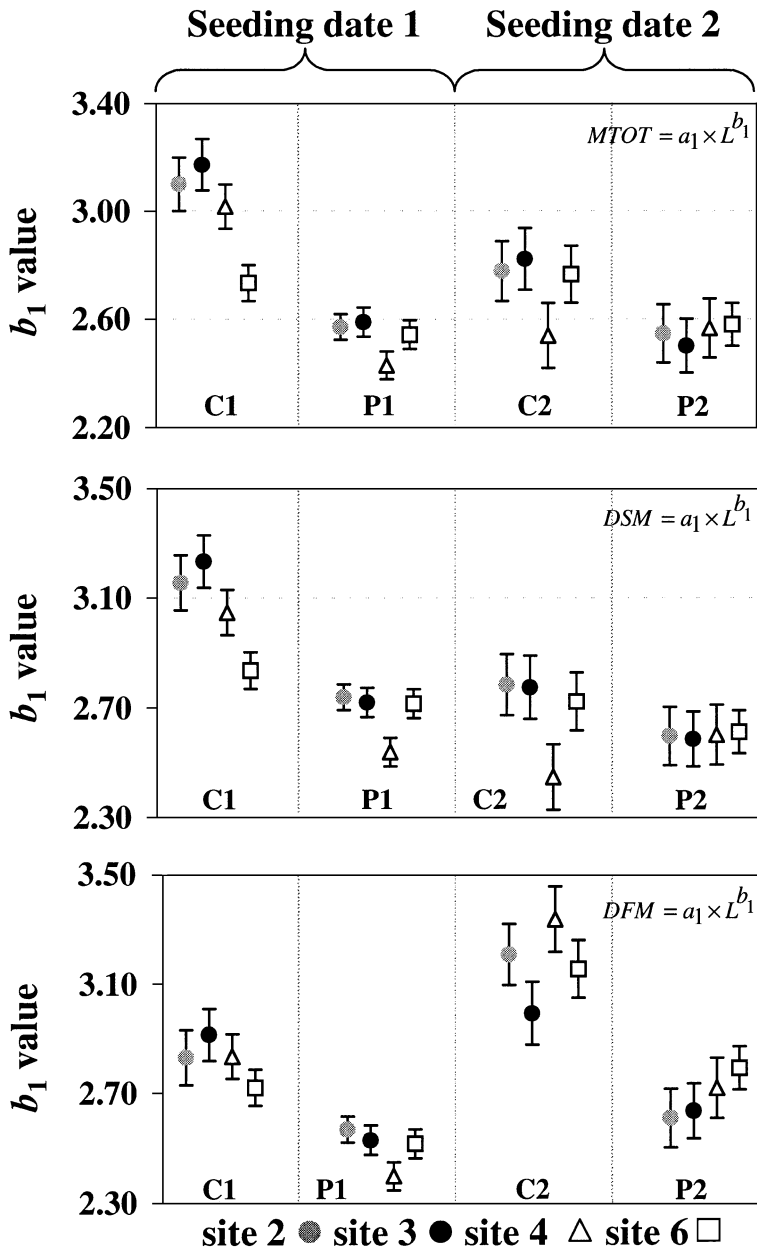 Seeding date 1 Seeding date 2
3.40
3.00
2.60
2.20
b1 value
MTOT = a1 × L^b1
C1 P1 C2 P2
3.50
3.10
2.70
2.30
b1 value
DSM = a1 × L^b1
C1 P1 C2 P2
3.50
3.10
2.70
2.30
b1 value
DFM = a1 × L^b1
C1 P1 C2 P2
site 2 site 3 site 4 site 6